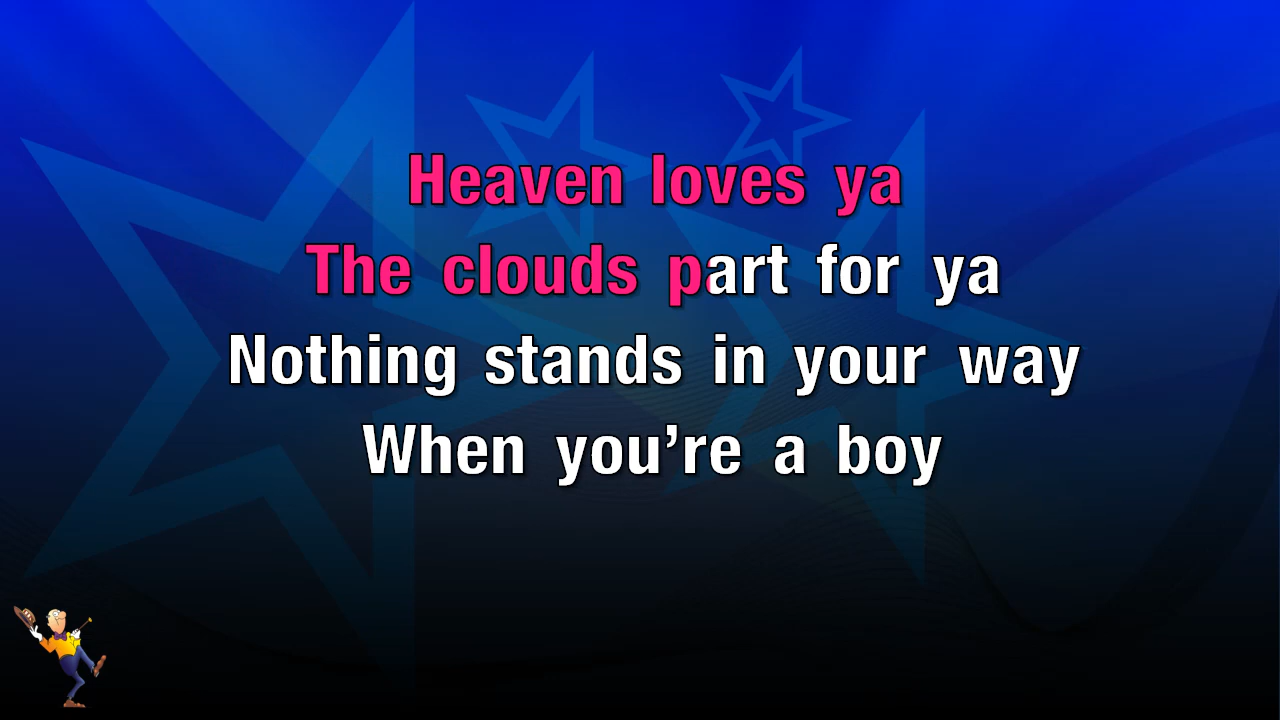 Heaven loves ya
The clouds part for ya
Nothing stands in your way
When you’re a boy